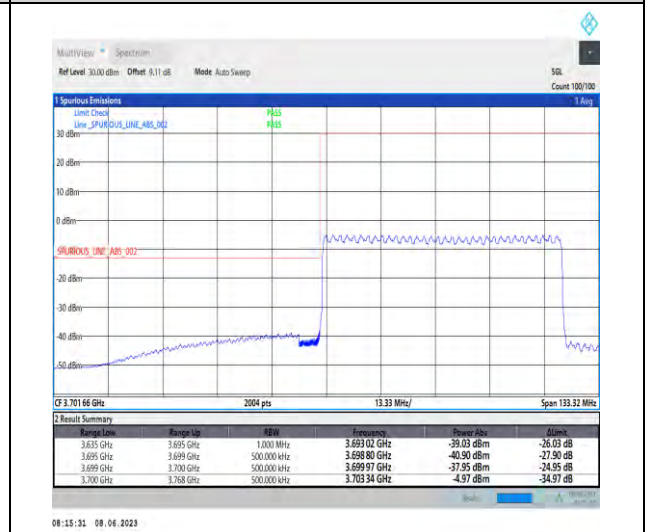 MultiView Spectrum
Ref Level 30.00 dBm Offset 9.11 dB Mode Auto Sweep SGL
Count 100/100
1 Spurious Emissions 1 Avg
Limit Check PASS
Line _SPURIOUS_LINE_ABS_002 PASS
30 dBm
20 dBm
10 dBm
0 dBm
_SPURIOUS_LINE_ABS_002
-20 dBm
-30 dBm
-40 dBm
-50 dBm
CF 3.701 66 GHz 2004 pts 13.33 MHz/ Span 133.32 MHz
2 Result Summary
Range Low Range Up RBW Frequency Power Abs ΔLimit
3.635 GHz 3.695 GHz 1.000 MHz 3.693 02 GHz -39.03 dBm -26.03 dB
3.695 GHz 3.699 GHz 500.000 kHz 3.698 80 GHz -40.90 dBm -27.90 dB
3.699 GHz 3.700 GHz 500.000 kHz 3.699 97 GHz -37.95 dBm -24.95 dB
3.700 GHz 3.768 GHz 500.000 kHz 3.703 34 GHz -4.97 dBm -34.97 dB
08:15:31 08.06.2023